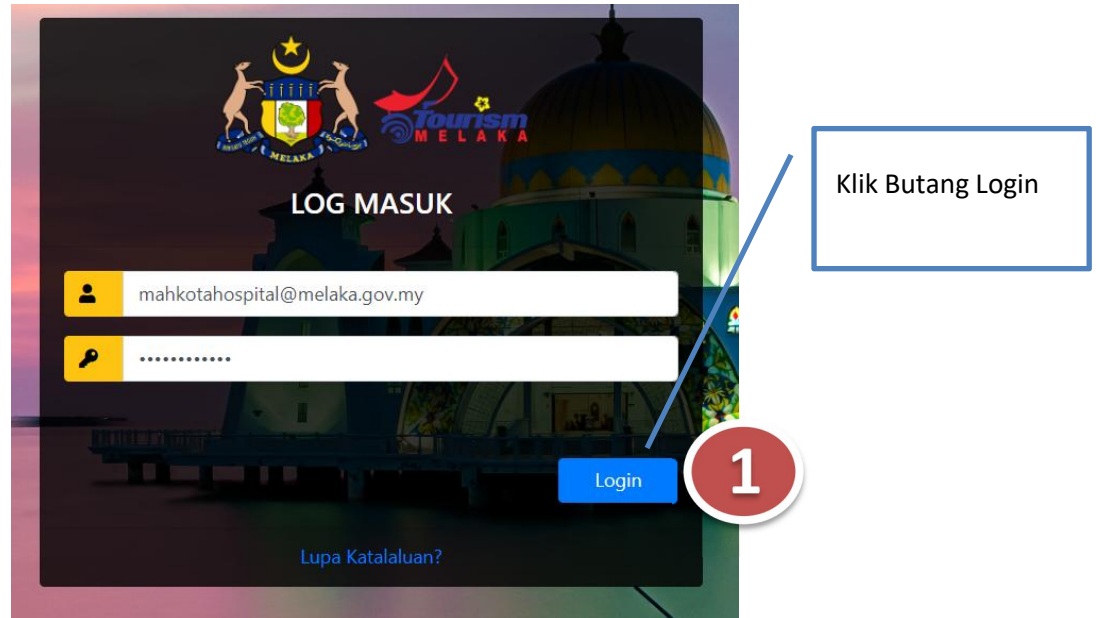 MELAKA
Tourism
MELAKA
LOG MASUK
Klik Butang Login
mahkotahospital@melaka.gov.my
••••••••••••
Login
1
Lupa Katalaluan?